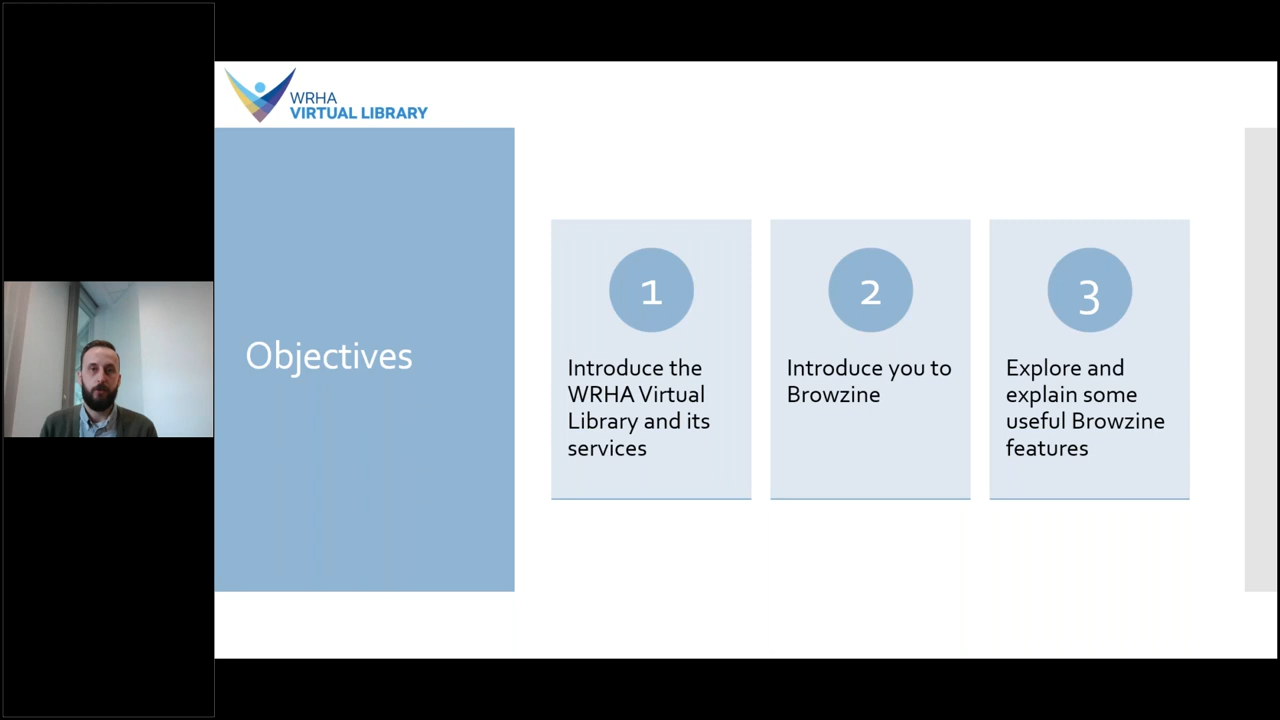 WRHA
VIRTUAL LIBRARY
Objectives
1
Introduce the
WRHA Virtual
Library and its
services
2
Introduce you to
Browzine
3
Explore and
explain some
useful Browzine
features